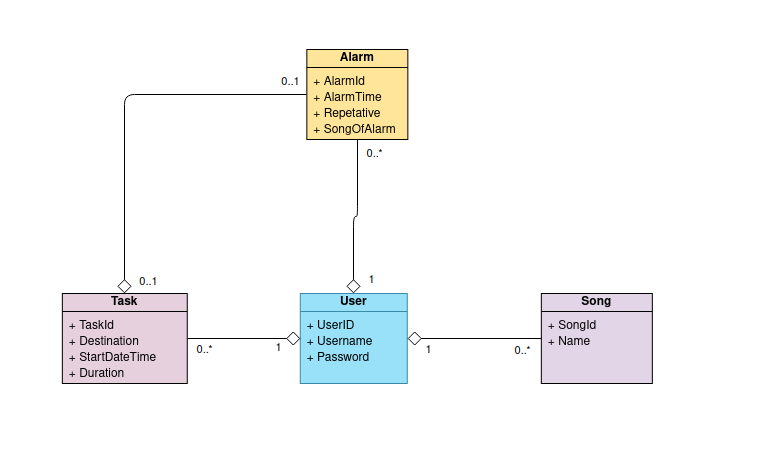 Alarm
0..1
+ AlarmId
+ AlarmTime
+ Repetative
+ SongOfAlarm
0..*
0..1
1
Task
+ TaskId
+ Destination
+ StartDateTime
+ Duration
0..*
1
User
+ UserID
+ Username
+ Password
1
0..*
Song
+ SongId
+ Name